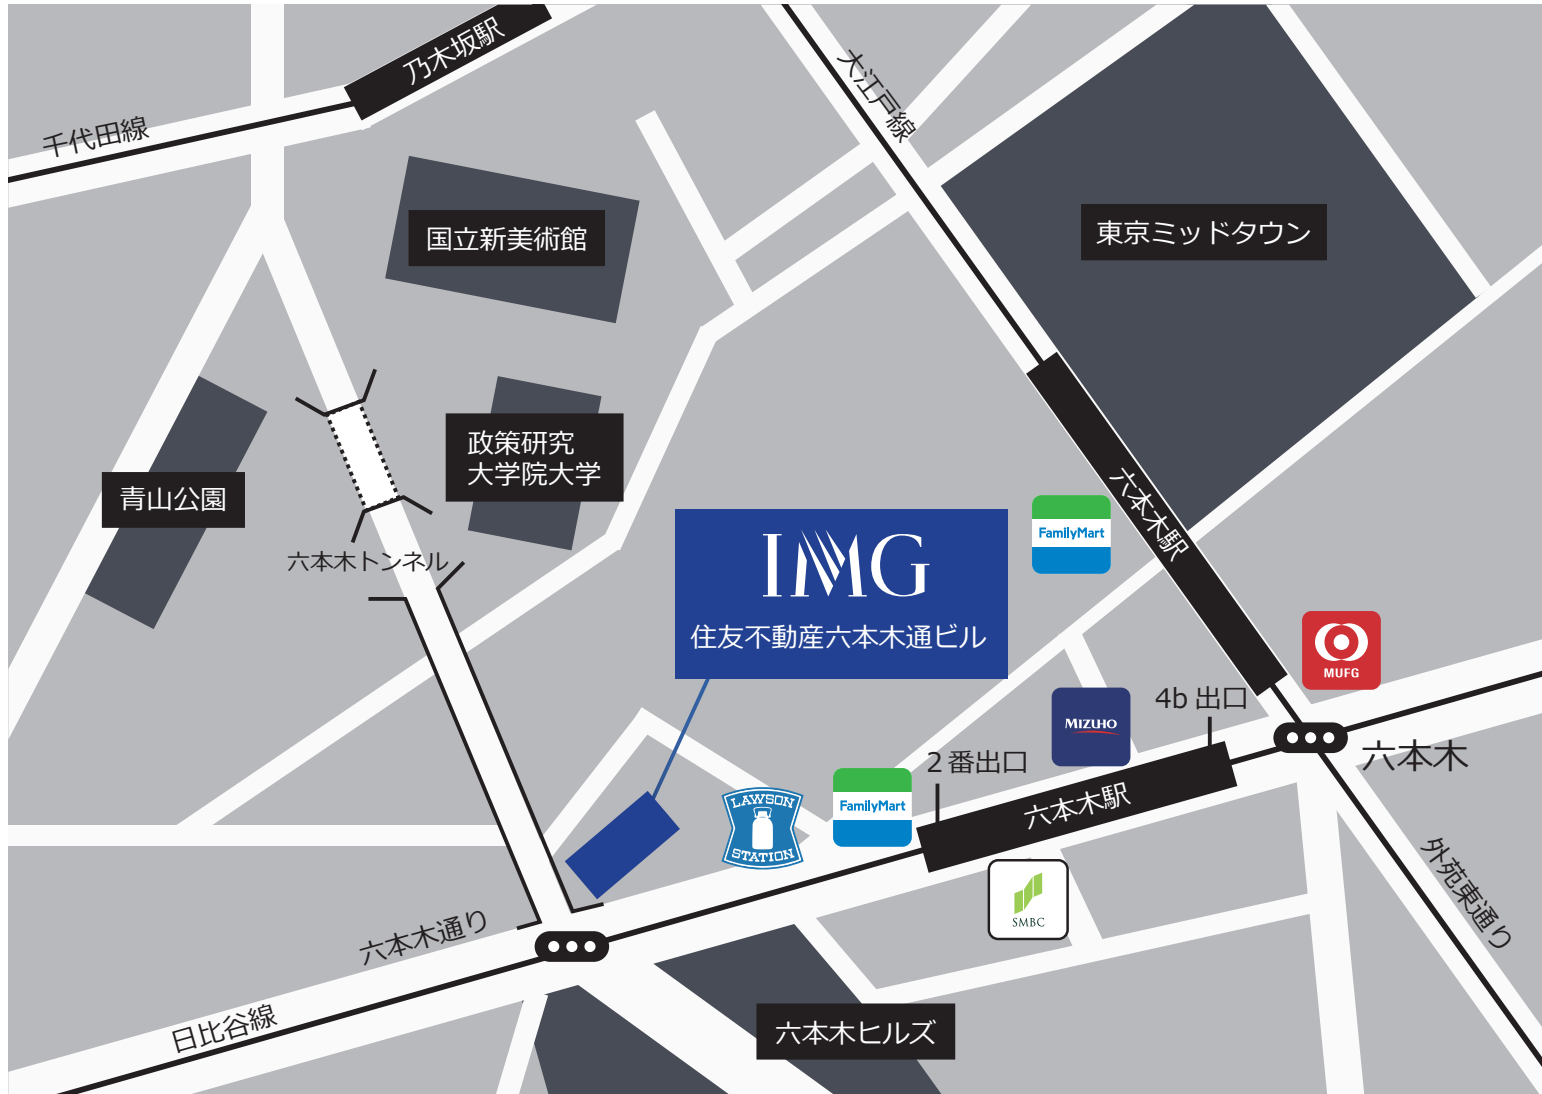 乃木坂駅
千代田線
大江戸線
国立新美術館
東京ミッドタウン
政策研究
大学院大学
青山公園
六本木トンネル
六本木駅
FamilyMart
IMG
住友不動産六本木通ビル
MUFG
MIZUHO
4b 出口
六本木
2 番出口
FamilyMart
LAWSON
STATION
六本木駅
SMBC
外苑東通り
六本木通り
日比谷線
六本木ヒルズ